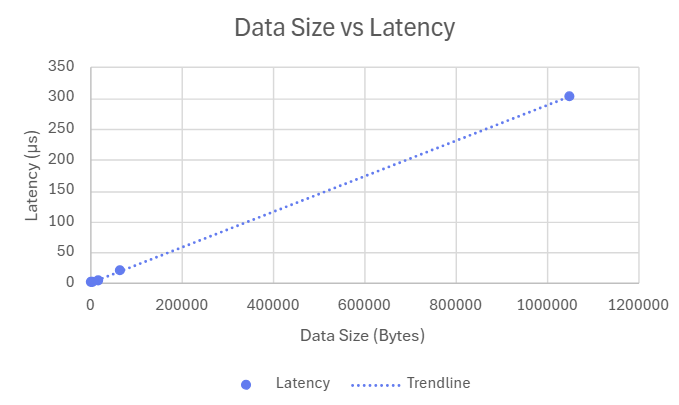 Data Size vs Latency
350
300
250
200
150
100
50
0
Latency (µs)
0 200000 400000 600000 800000 1000000 1200000
Data Size (Bytes)
Latency Trendline